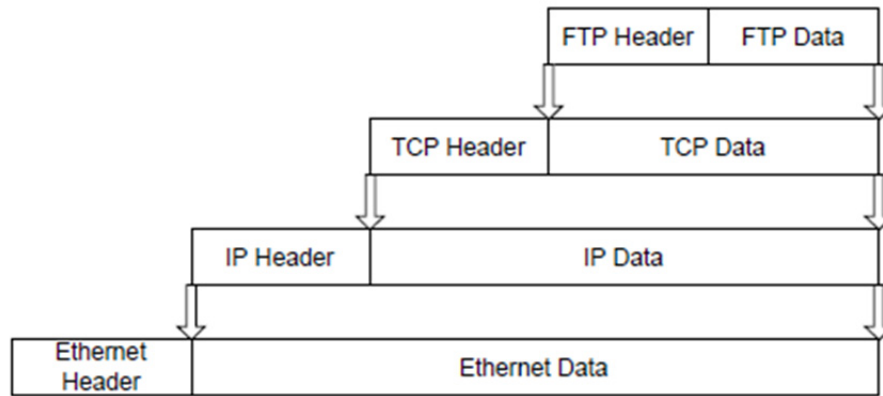 FTP Header FTP Data
TCP Header TCP Data
IP Header IP Data
Ethernet
Header
Ethernet Data